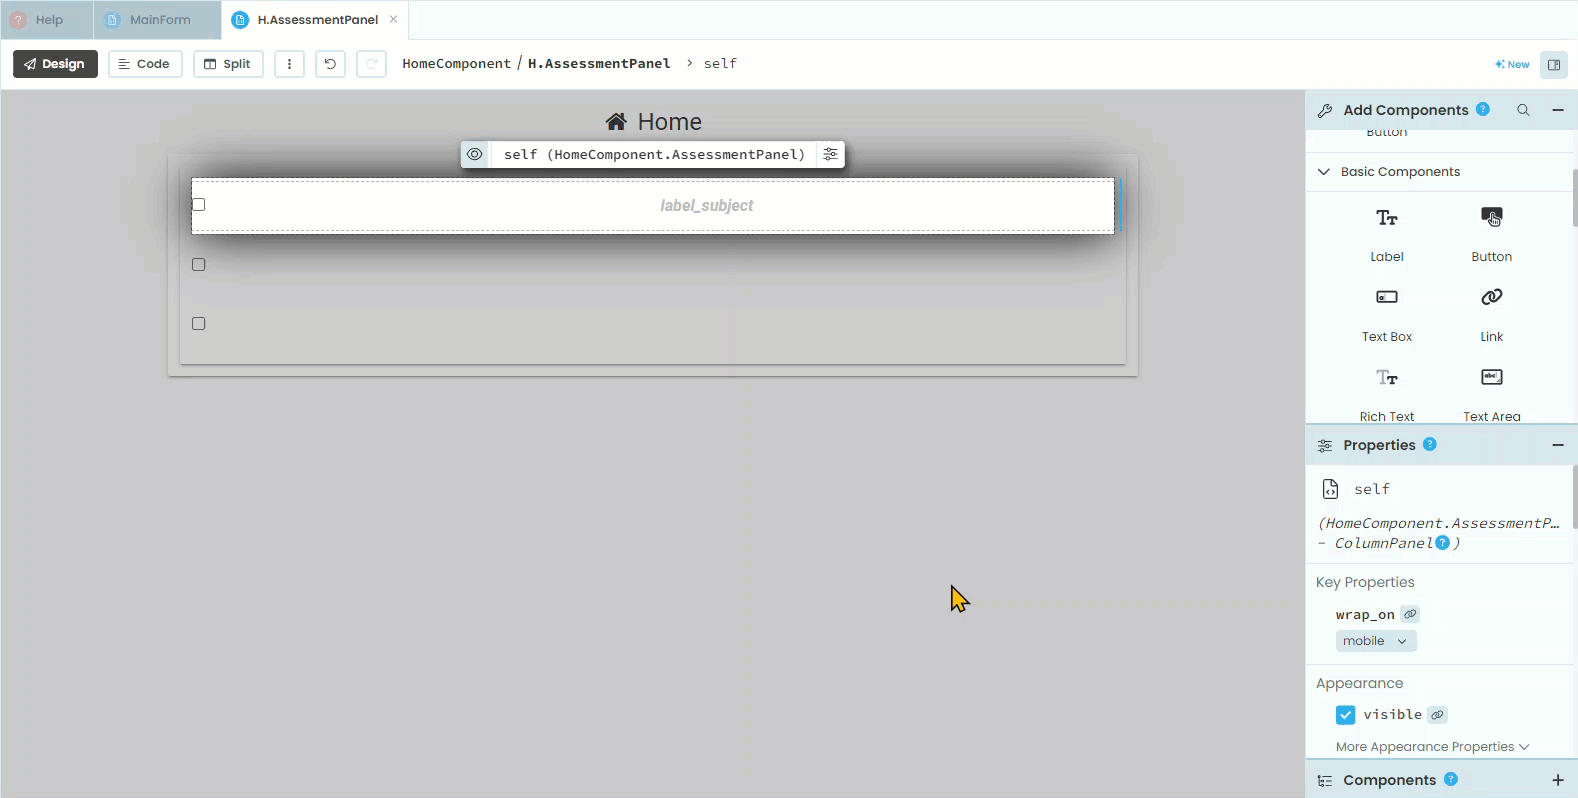 Help
MainForm
H.AssessmentPanel
Design
Code
Split
HomeComponent / H.AssessmentPanel > self
New
Home
self (HomeComponent.AssessmentPanel)
label_subject
Add Components
Button
Basic Components
Label
Button
Text Box
Link
Rich Text
Text Area
Properties
self
(HomeComponent.AssessmentP…
- ColumnPanel )
Key Properties
wrap_on
mobile
Appearance
visible
More Appearance Properties
Components